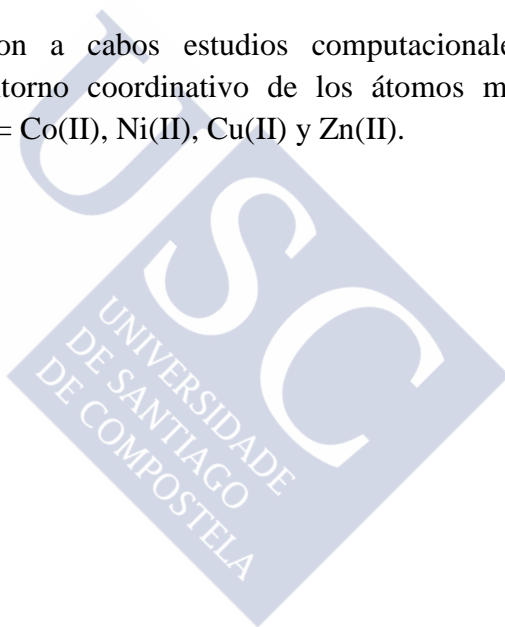 on a cabos estudios computacionale
torno coordinativo de los átomos m
= Co(II), Ni(II), Cu(II) y Zn(II).
USC
UNIVERSIDADE
DE SANTIAGO
DE COMPOSTELA